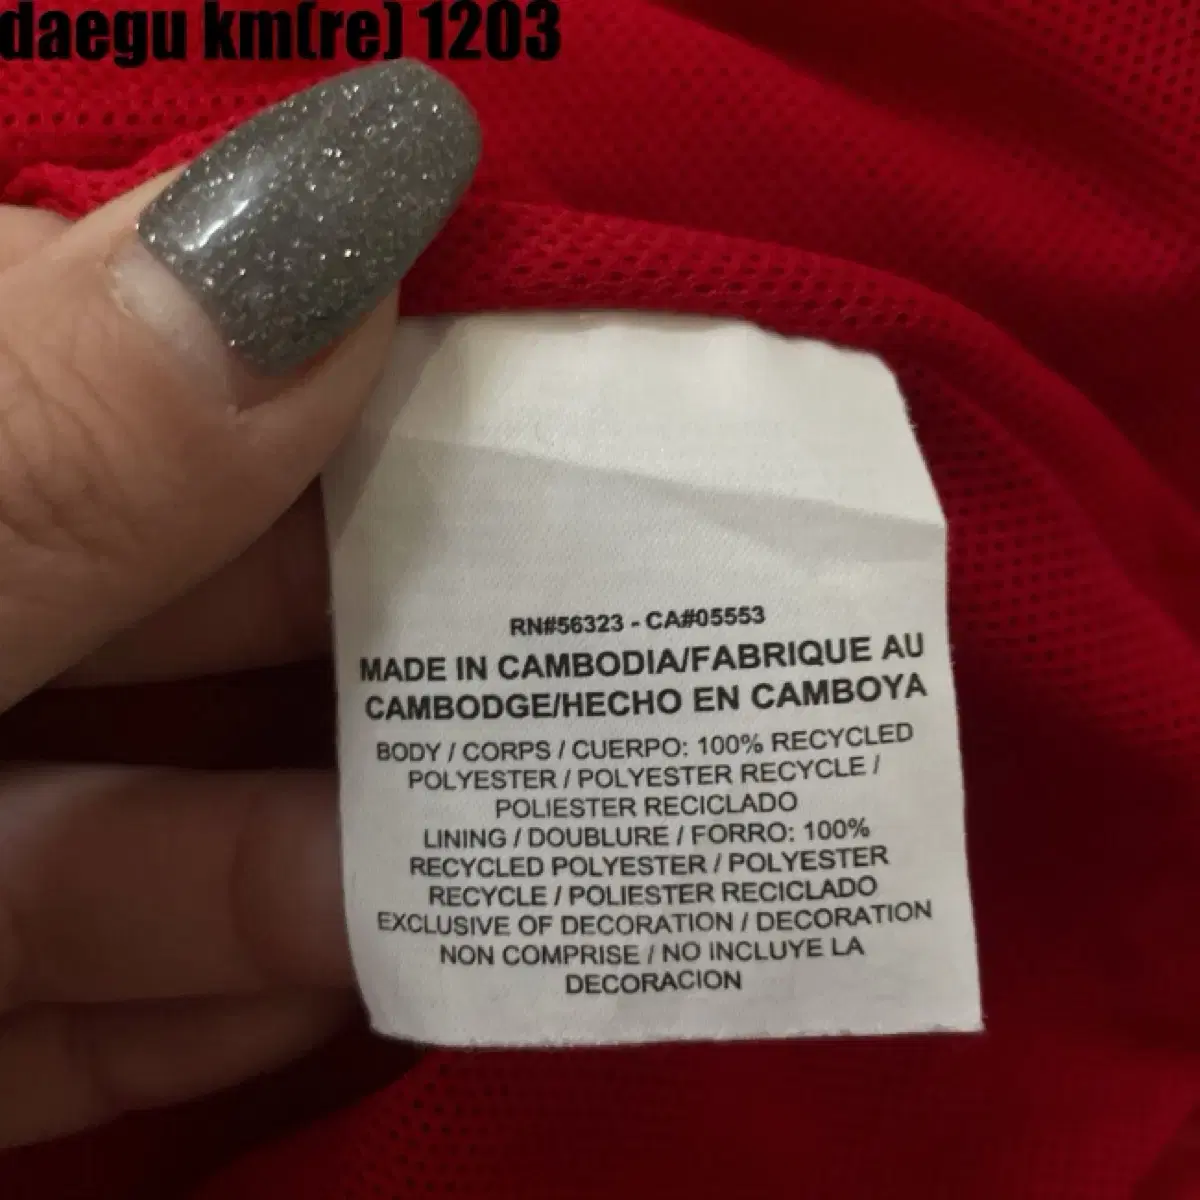 daegu km(re) 1203
RN#56323 - CA#05553
MADE IN CAMBODIA/FABRIQUE AU
CAMBODGE/HECHO EN CAMBOYA
BODY / CORPS / CUERPO: 100% RECYCLED
POLYESTER / POLYESTER RECYCLE /
POLIESTER RECICLADO
LINING / DOUBLURE / FORRO: 100%
RECYCLED POLYESTER / POLYESTER
RECYCLE / POLIESTER RECICLADO
EXCLUSIVE OF DECORATION / DECORATION
NON COMPRISE / NO INCLUYE LA
DECORACION